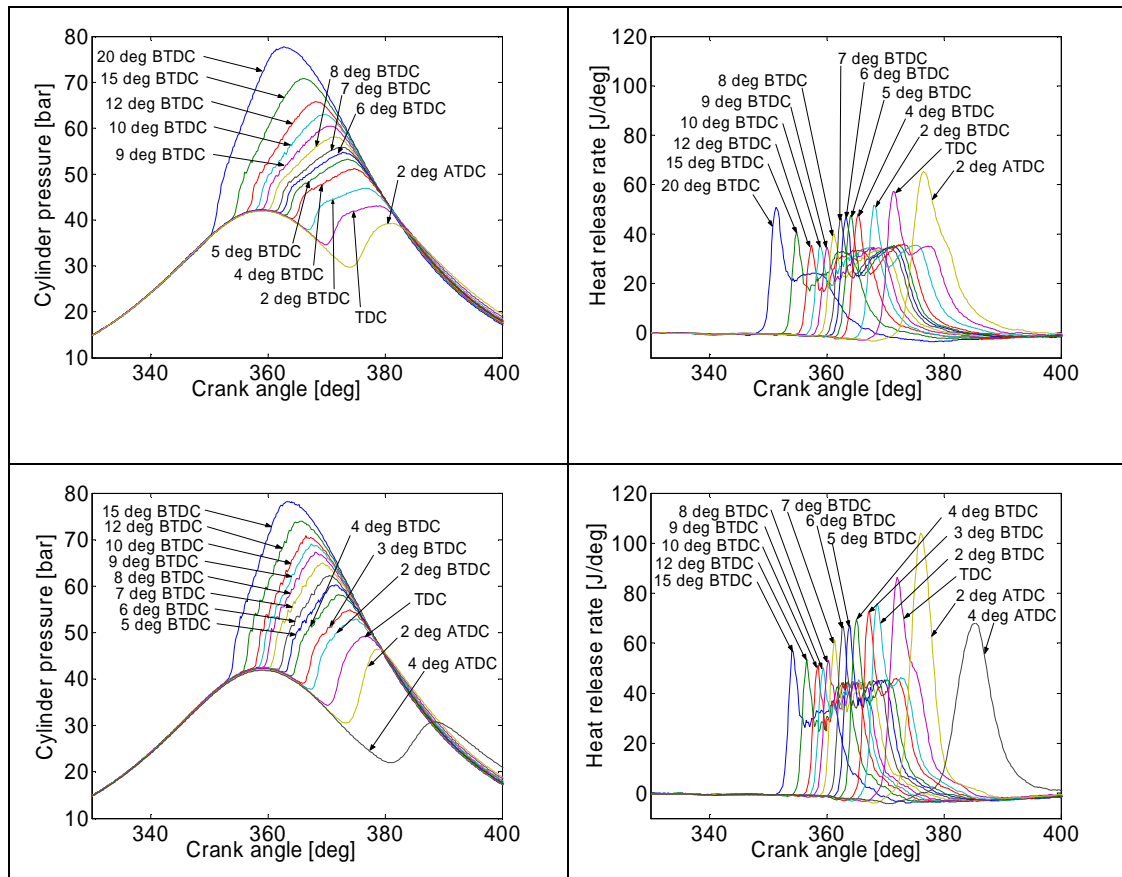 80
70
60
50
40
30
20
10
340
360
380
400
Cylinder pressure [bar]
Crank angle [deg]
20 deg BTDC
15 deg BTDC
12 deg BTDC
10 deg BTDC
9 deg BTDC
8 deg BTDC
7 deg BTDC
6 deg BTDC
2 deg ATDC
5 deg BTDC
4 deg BTDC
2 deg BTDC
TDC
120
100
80
60
40
20
0
340
360
380
400
Heat release rate [J/deg]
Crank angle [deg]
7 deg BTDC
6 deg BTDC
5 deg BTDC
4 deg BTDC
2 deg BTDC
TDC
2 deg ATDC
8 deg BTDC
9 deg BTDC
10 deg BTDC
12 deg BTDC
15 deg BTDC
20 deg BTDC
80
70
60
50
40
30
20
10
340
360
380
400
Cylinder pressure [bar]
Crank angle [deg]
15 deg BTDC
12 deg BTDC
10 deg BTDC
9 deg BTDC
8 deg BTDC
7 deg BTDC
6 deg BTDC
5 deg BTDC
4 deg BTDC
3 deg BTDC
2 deg BTDC
TDC
2 deg ATDC
4 deg ATDC
120
100
80
60
40
20
0
340
360
380
400
Heat release rate [J/deg]
Crank angle [deg]
7 deg BTDC
6 deg BTDC
5 deg BTDC
8 deg BTDC
9 deg BTDC
10 deg BTDC
12 deg BTDC
15 deg BTDC
4 deg BTDC
3 deg BTDC
2 deg BTDC
TDC
2 deg ATDC
4 deg ATDC